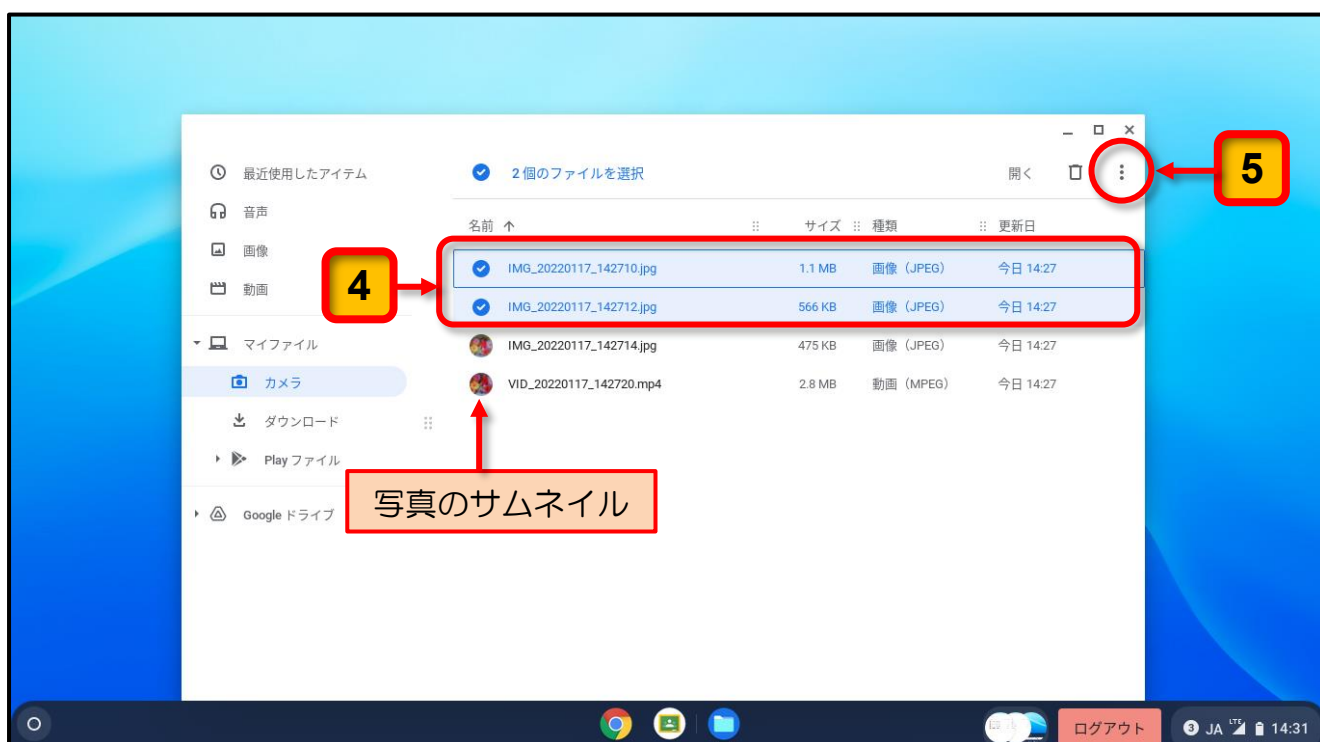 最近使用したアイテム
2 個のファイルを選択
開く
5
音声
名前
サイズ
種類
更新日
画像
4
IMG_20220117_142710.jpg 1.1 MB 画像（JPEG） 今日 14:27
動画
IMG_20220117_142712.jpg 566 KB 画像（JPEG） 今日 14:27
マイファイル
IMG_20220117_142714.jpg 475 KB 画像（JPEG） 今日 14:27
カメラ
VID_20220117_142720.mp4 2.8 MB 動画（MPEG） 今日 14:27
ダウンロード
Play ファイル
写真のサムネイル
Google ドライブ
ログアウト
3 JA LTE 14:31